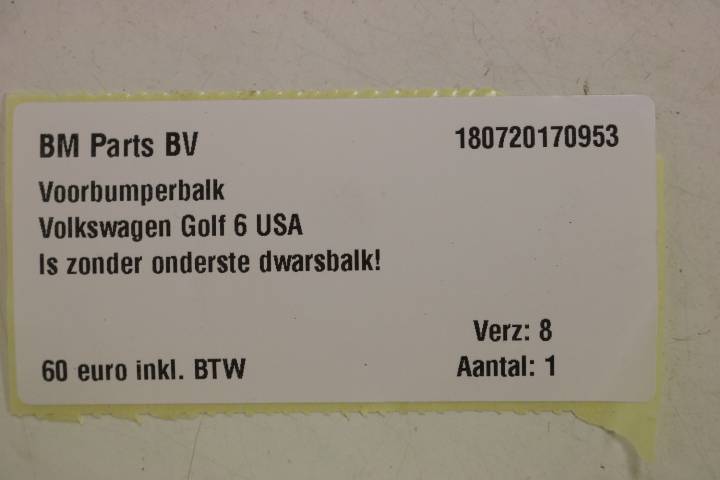 BM Parts BV 180720170953
Voorbumperbalk
Volkswagen Golf 6 USA
Is zonder onderste dwarsbalk!
Verz: 8
60 euro inkl. BTW Aantal: 1